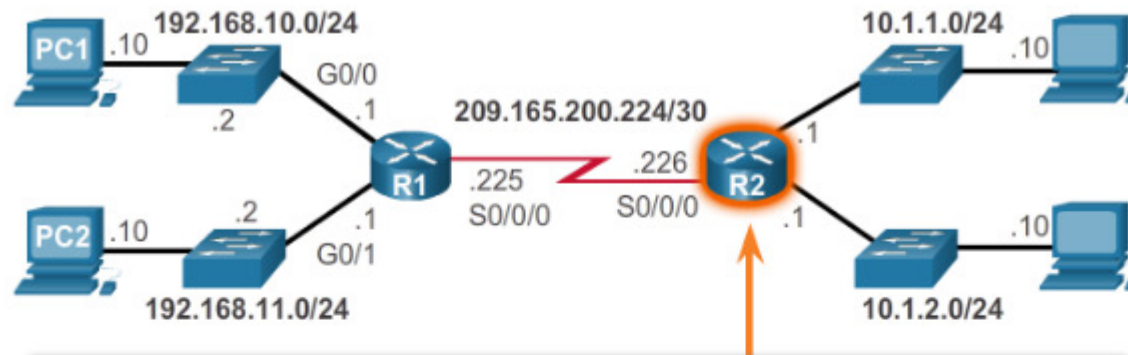 192.168.10.0/24
10.1.1.0/24
PC1
.10
G0/0
.10
.2
.1
209.165.200.224/30
.1
R1
.225
S0/0/0
.226
S0/0/0
R2
PC2
.10
.2
.1
G0/1
.1
.10
192.168.11.0/24
10.1.2.0/24